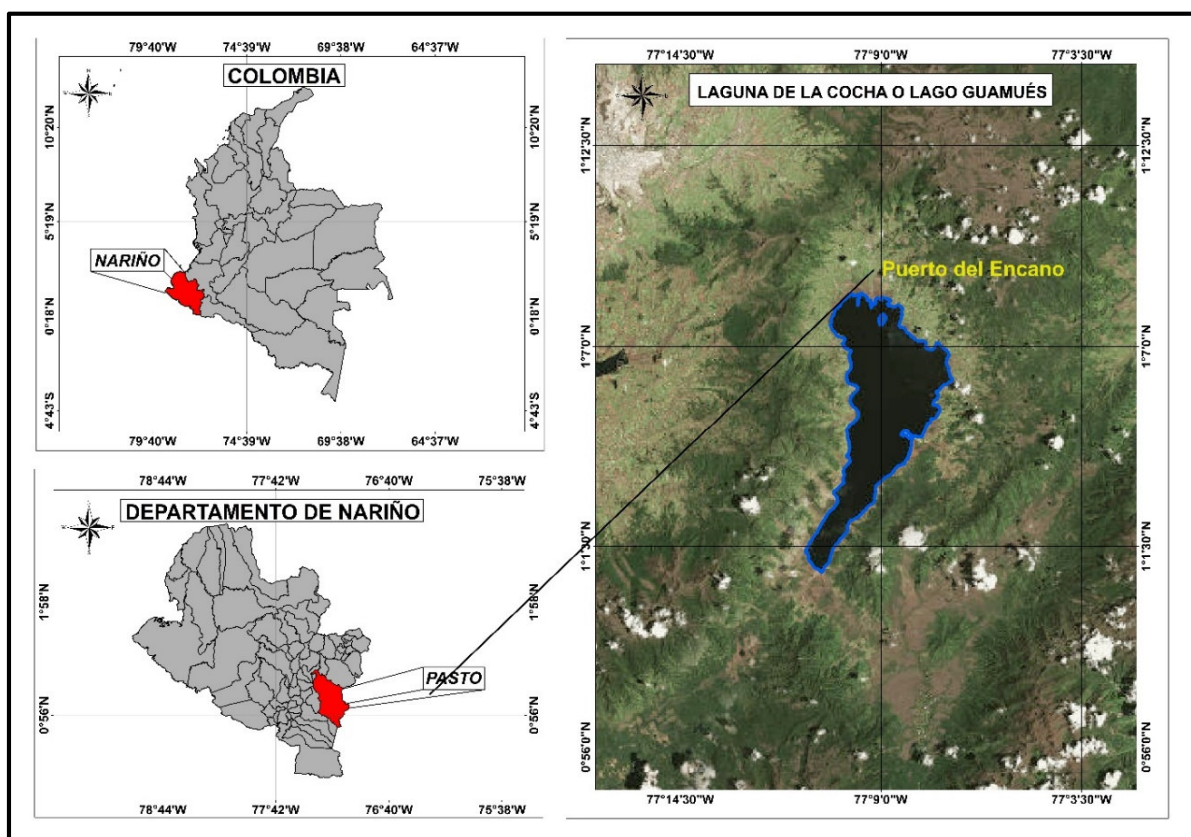 79°40'W 74°39'W 69°38'W 64°37'W
COLOMBIA
10°20'N 10°20'N
5°19'N 5°19'N
NARIÑO
0°18'N 0°18'N
4°43'S 4°43'S
79°40'W 74°39'W 69°38'W 64°37'W
78°44'W 77°42'W 76°40'W 75°38'W
DEPARTAMENTO DE NARIÑO
1°58'N 1°58'N
PASTO
0°56'N 0°56'N
78°44'W 77°42'W 76°40'W 75°38'W
77°14'30"W 77°9'0"W 77°3'30"W
LAGUNA DE LA COCHA O LAGO GUAMUÉS
1°12'30"N 1°12'30"N
Puerto del Encano
1°7'0"N 1°7'0"N
1°1'30"N 1°1'30"N
0°56'0"N 0°56'0"N
77°14'30"W 77°9'0"W 77°3'30"W